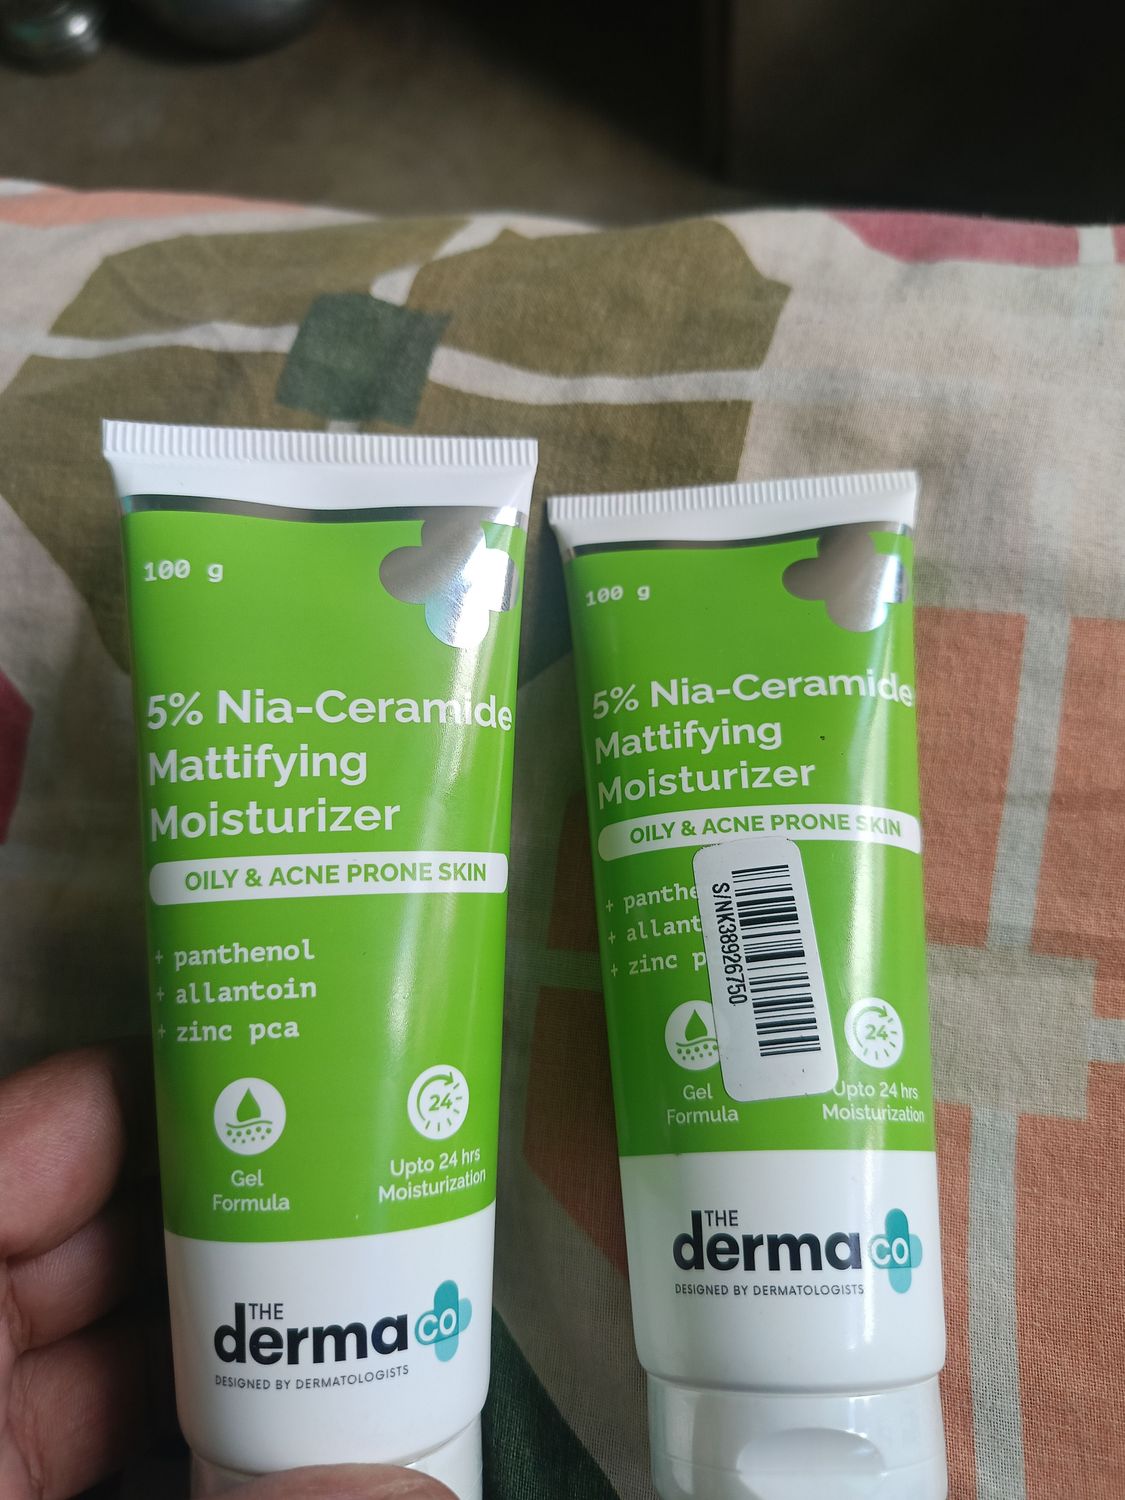 100 g
5% Nia-Ceramide
Mattifying
Moisturizer
OILY & ACNE PRONE SKIN
+ panthenol
+ allantoin
+ zinc pca
24
Gel
Formula
Upto 24 hrs
Moisturization
THE
derma co
DESIGNED BY DERMATOLOGISTS
100 g
5% Nia-Ceramide
Mattifying
Moisturizer
OILY & ACNE PRONE SKIN
+ panthe
+ allant
+ zinc p
S/NK38926750
24
Gel
Formula
Upto 24 hrs
Moisturization
THE
derma co
DESIGNED BY DERMATOLOGISTS